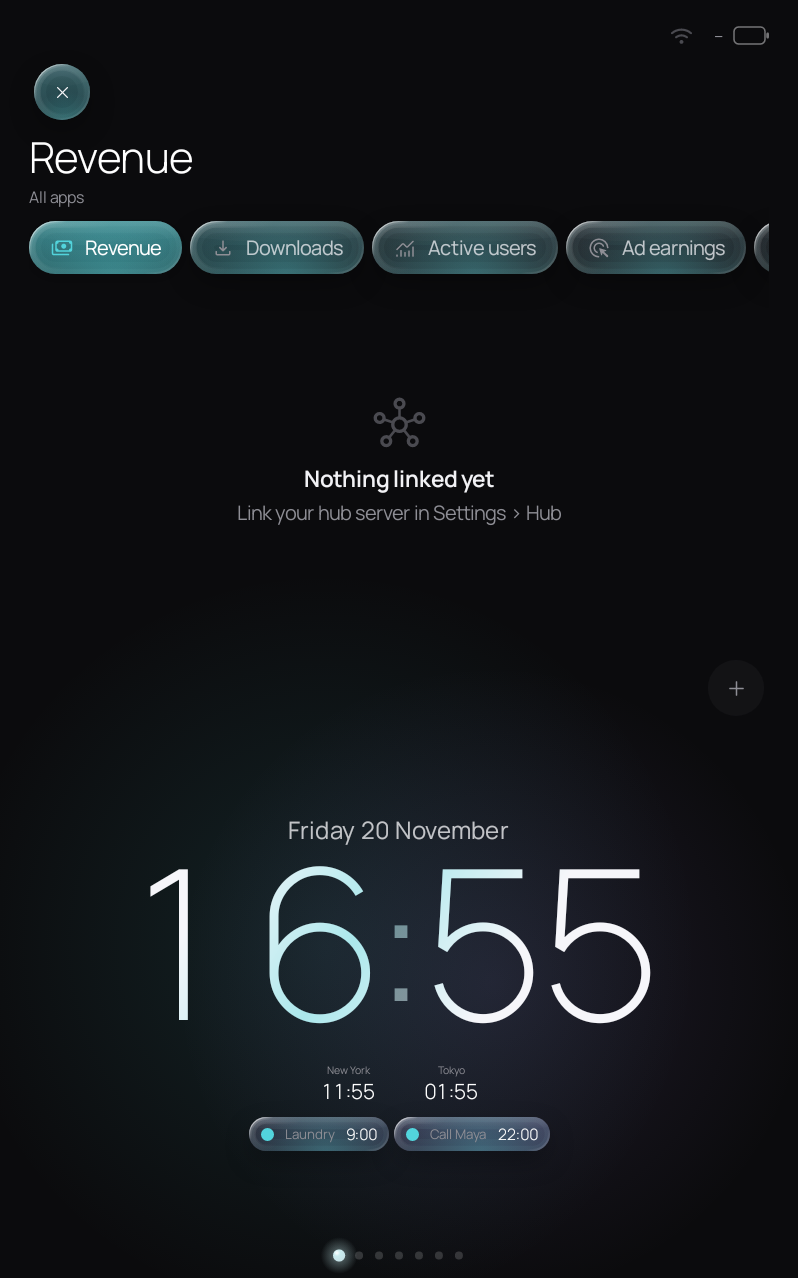 –
Revenue
All apps
Revenue
Downloads
Active users
Ad earnings
Nothing linked yet
Link your hub server in Settings > Hub
Friday 20 November
16:55
New York
Tokyo
11:55
01:55
Laundry 9:00
Call Maya 22:00